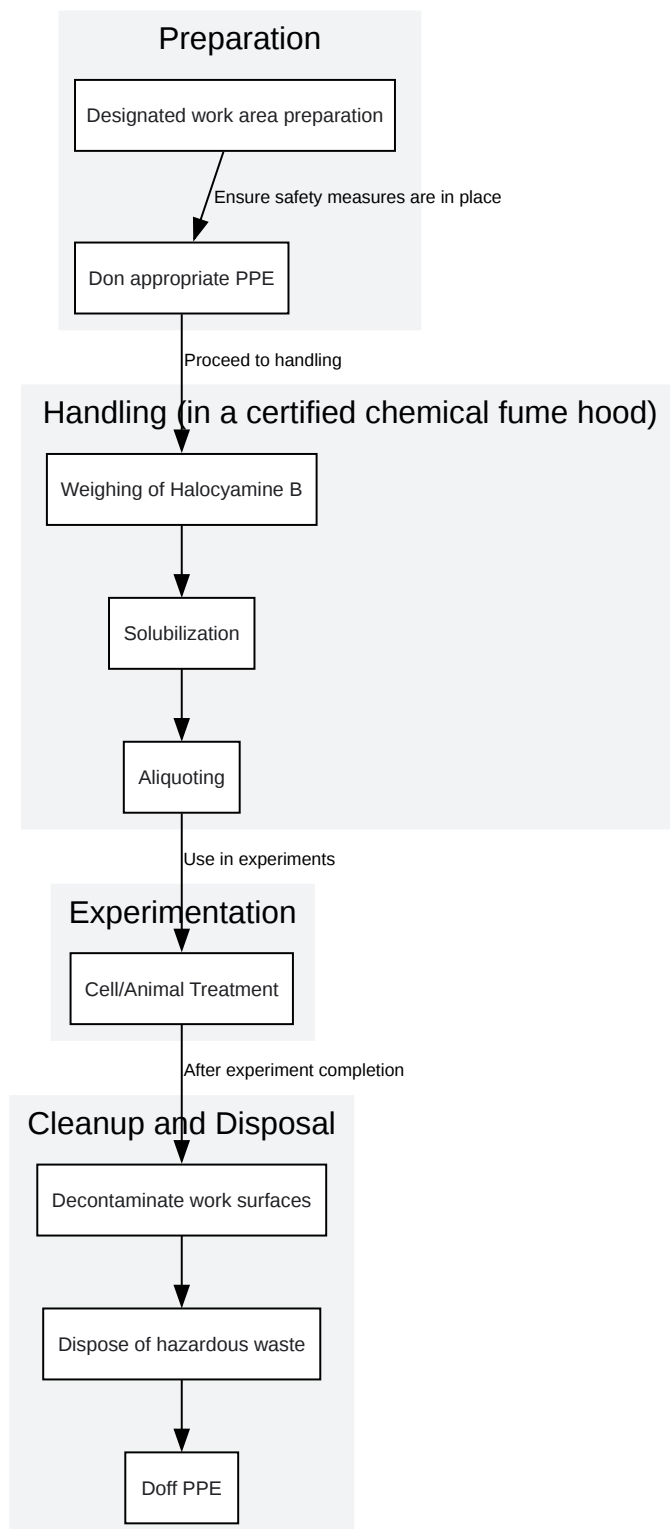 Preparation
Designated work area preparation
Ensure safety measures are in place
Don appropriate PPE
Proceed to handling
Handling (in a certified chemical fume hood)
Weighing of Halocyamine B
Solubilization
Aliquoting
Use in experiments
Experimentation
Cell/Animal Treatment
After experiment completion
Cleanup and Disposal
Decontaminate work surfaces
Dispose of hazardous waste
Doff PPE